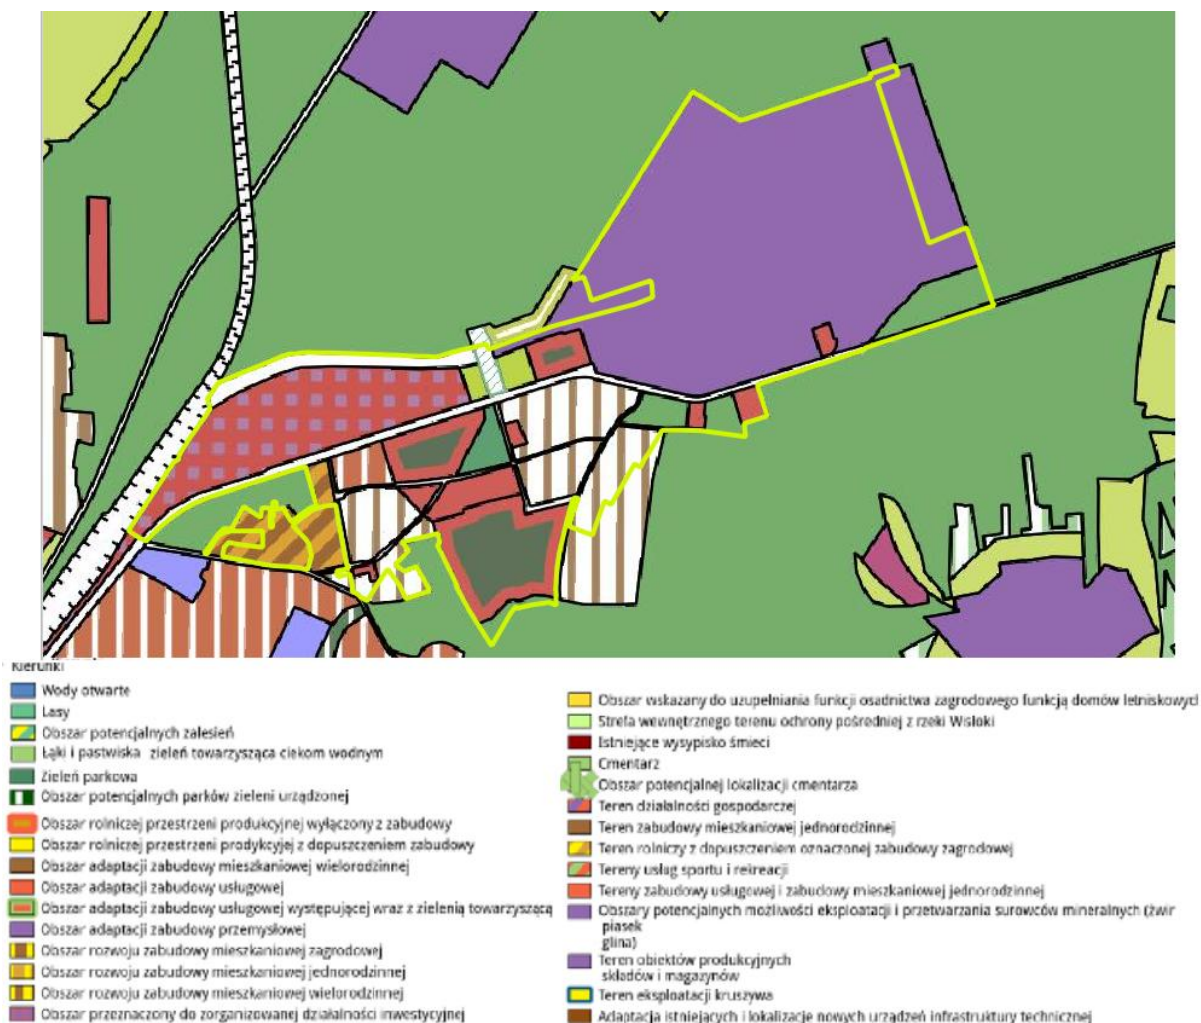 Kierunki
Wody otwarte
Lasy
Obszar potencjalnych zalesień
Łąki i pastwiska zieleń towarzysząca ciekom wodnym
Zieleń parkowa
Obszar potencjalnych parków zieleni urządzonej
Obszar rolniczej przestrzeni produkcyjnej wyłączony z zabudowy
Obszar rolniczej przestrzeni prodykcyjej z dopuszczeniem zabudowy
Obszar adaptacji zabudowy mieszkaniowej wielorodzinnej
Obszar adaptacji zabudowy usługowej
Obszar adaptacji zabudowy usługowej występującej wraz z zielenią towarzyszącą
Obszar adaptacji zabudowy przemysłowej
Obszar rozwoju zabudowy mieszkaniowej zagrodowej
Obszar rozwoju zabudowy mieszkaniowej jednorodzinnej
Obszar rozwoju zabudowy mieszkaniowej wielorodzinnej
Obszar przeznaczony do zorganizowanej działalności inwestycyjnej
Obszar wskazany do uzupełniania funkcji osadnictwa zagrodowego funkcją domów letniskowych
Strefa wewnętrznego terenu ochrony pośredniej z rzeki Wisłoki
Istniejące wysypisko śmieci
Cmentarz
Obszar potencjalnej lokalizacji cmentarza
Teren działalności gospodarczej
Teren zabudowy mieszkaniowej jednorodzinnej
Teren rolniczy z dopuszczeniem oznaczonej zabudowy zagrodowej
Tereny usług sportu i rekreacji
Tereny zabudowy usługowej i zabudowy mieszkaniowej jednorodzinnej
Obszary potencjalnych możliwości eksploatacji i przetwarzania surowców mineralnych (żwir
piasek
glina)
Teren obiektów produkcyjnych
składów i magazynów
Teren eksploatacji kruszywa
Adaptacja istniejących i lokalizacje nowych urządzeń infrastruktury technicznej